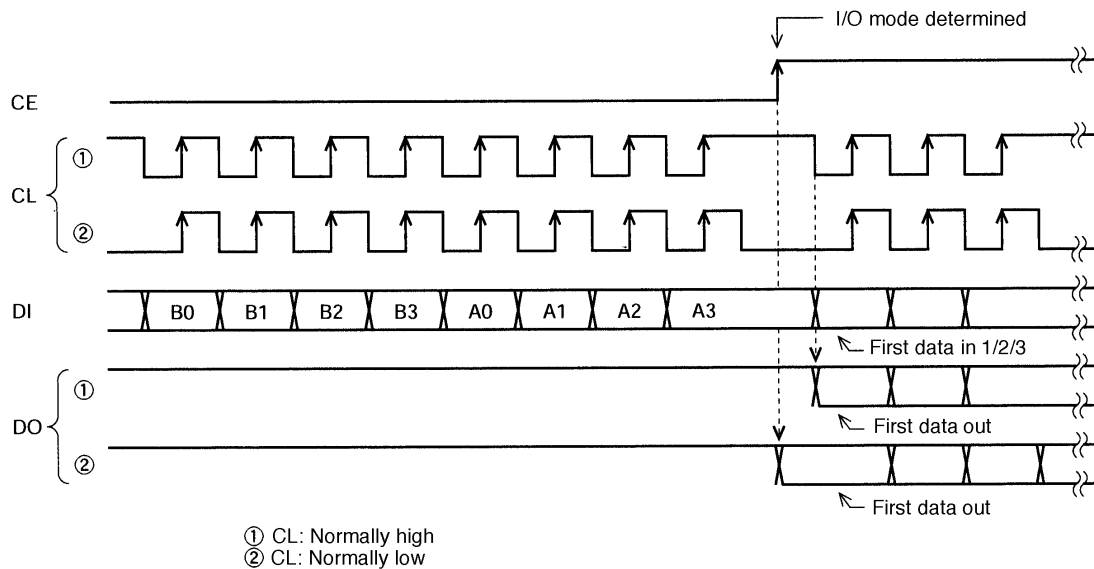 I/O mode determined
CE
CL
①
②
DI B0 B1 B2 B3 A0 A1 A2 A3
First data in 1/2/3
DO
①
First data out
②
First data out
① CL: Normally high
② CL: Normally low